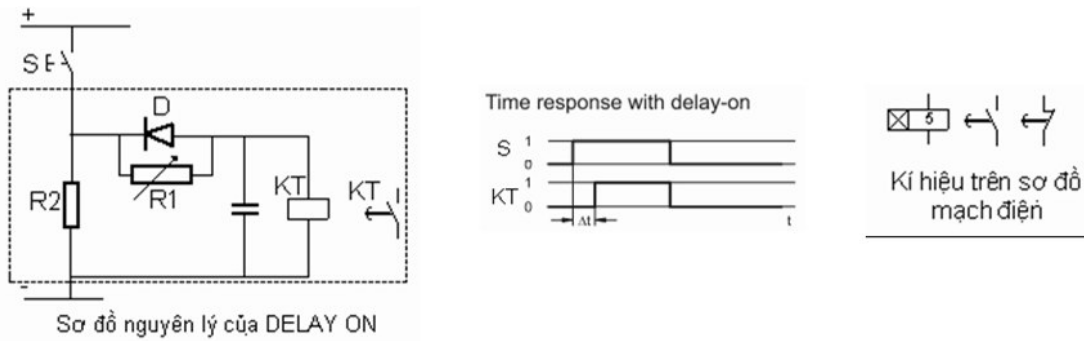 +
S
D
R2
R1
KT
KT
-
Sơ đồ nguyên lý của DELAY ON
Time response with delay-on
S 1
0
KT 1
0
Δt
t
5
Kí hiệu trên sơ đồ
mạch điện